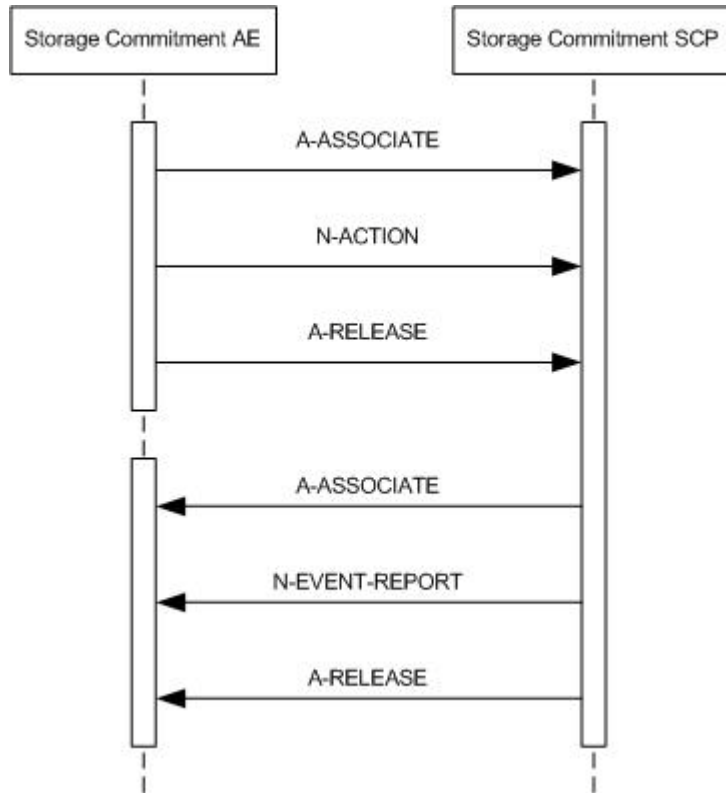 Storage Commitment AE
Storage Commitment SCP
A-ASSOCIATE
N-ACTION
A-RELEASE
A-ASSOCIATE
N-EVENT-REPORT
A-RELEASE